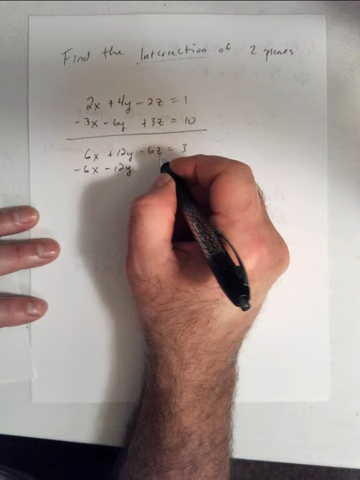 Find the Intersection of 2 planes
2x + 4y - 2z = 1
-3x - 6y + 3z = 10
6x + 12y - 6z = 3
-6x - 12y